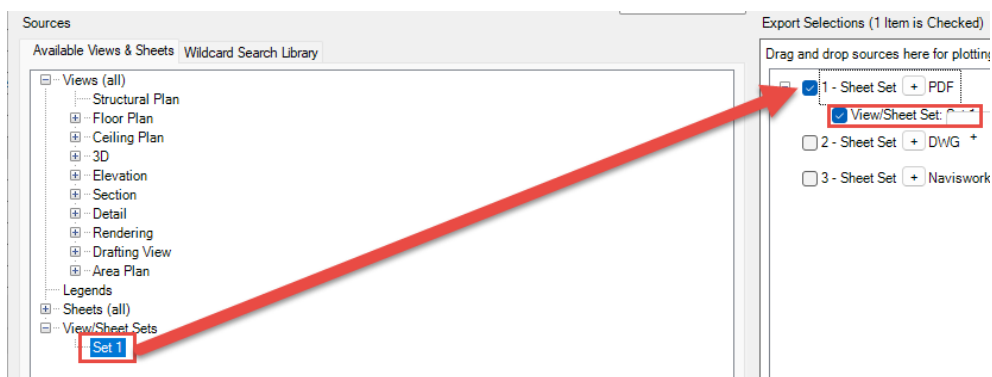 Sources
Available Views & Sheets Wildcard Search Library
Views (all)
Structural Plan
Floor Plan
Ceiling Plan
3D
Elevation
Section
Detail
Rendering
Drafting View
Area Plan
Legends
Sheets (all)
View/Sheet Sets
Set 1
Export Selections (1 Item is Checked)
Drag and drop sources here for plotting
1 - Sheet Set + PDF
View/Sheet Set:
2 - Sheet Set + DWG +
3 - Sheet Set + Naviswork